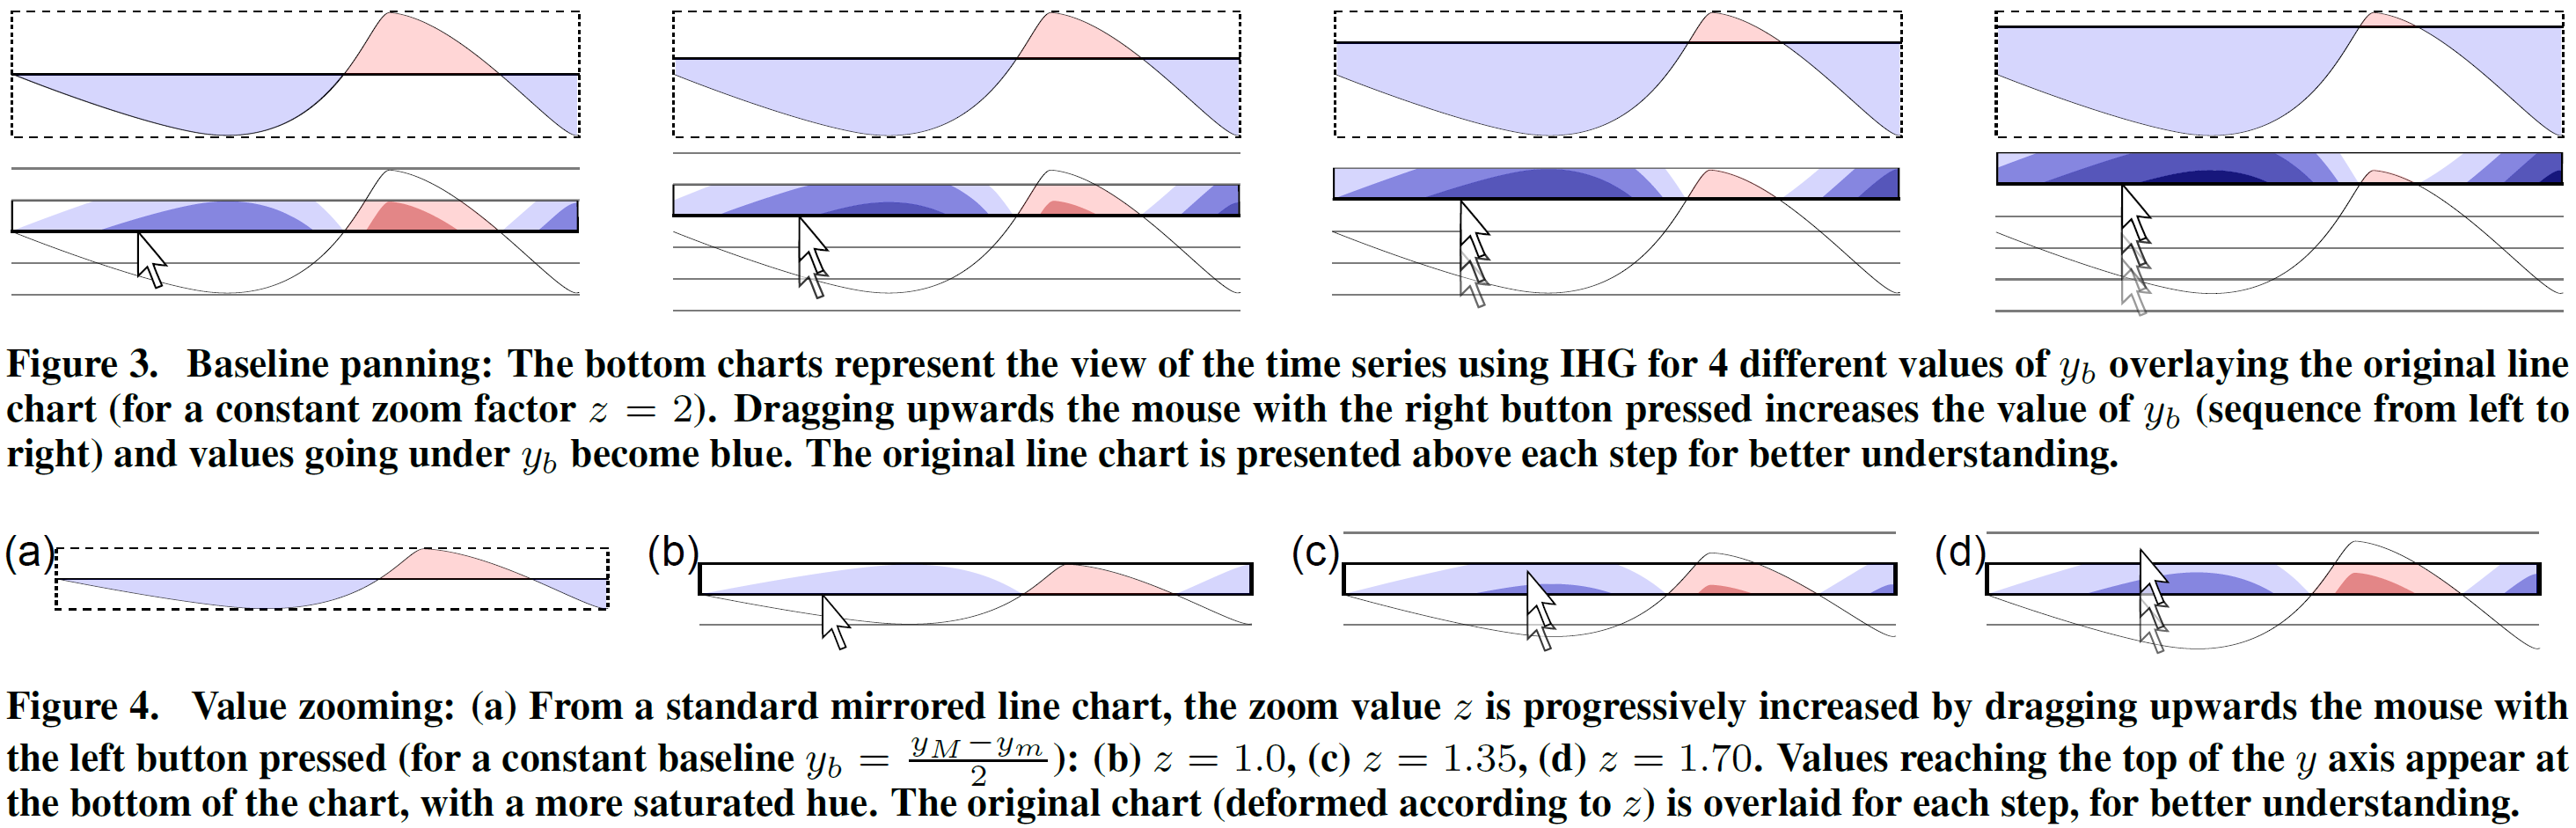 Figure 3. Baseline panning: The bottom charts represent the view of the time series using IHG for 4 different values of y_b overlaying the original line
chart (for a constant zoom factor z = 2). Dragging upwards the mouse with the right button pressed increases the value of y_b (sequence from left to
right) and values going under y_b become blue. The original line chart is presented above each step for better understanding.
(a) (b) (c) (d)
Figure 4. Value zooming: (a) From a standard mirrored line chart, the zoom value z is progressively increased by dragging upwards the mouse with
the left button pressed (for a constant baseline y_b = \frac{y_M - y_m}{2}): (b) z = 1.0, (c) z = 1.35, (d) z = 1.70. Values reaching the top of the y axis appear at
the bottom of the chart, with a more saturated hue. The original chart (deformed according to z) is overlaid for each step, for better understanding.